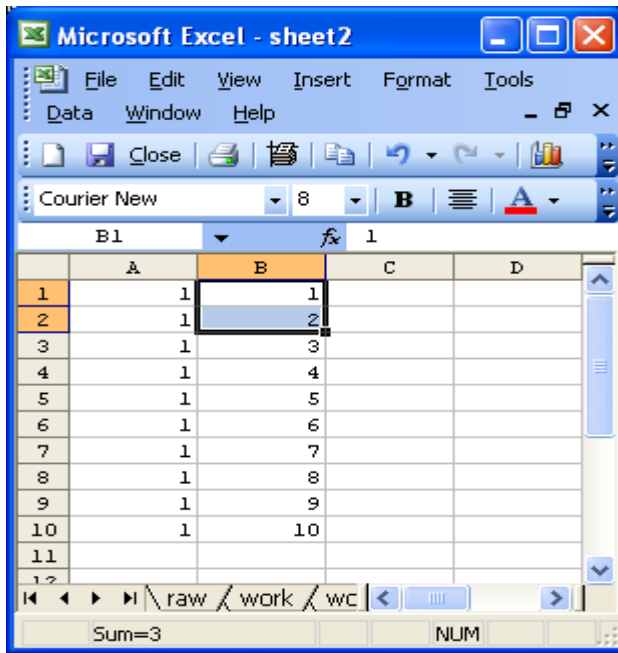 Microsoft Excel - sheet2
File Edit View Insert Format Tools
Data Window Help
Close
Courier New 8 B A
B1 fx 1
A B C D
1 1 1
2 1 2
3 1 3
4 1 4
5 1 5
6 1 6
7 1 7
8 1 8
9 1 9
10 1 10
11
12
raw work wc
Sum=3 NUM